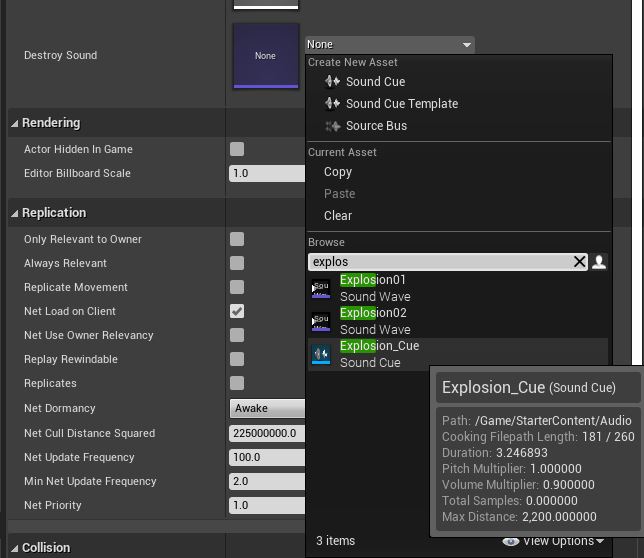 Destroy Sound
None
None
Create New Asset
Sound Cue
Sound Cue Template
Source Bus
Current Asset
Copy
Paste
Clear
Browse
explos
Explosion01
Sound Wave
Explosion02
Sound Wave
Explosion_Cue
Sound Cue
Explosion_Cue (Sound Cue)
Path: /Game/StarterContent/Audio
Cooking Filepath Length: 181 / 260
Duration: 3.246893
Pitch Multiplier: 1.000000
Volume Multiplier: 0.900000
Total Samples: 0.000000
Max Distance: 2,200.000000
3 items
View Options
Rendering
Actor Hidden In Game
Editor Billboard Scale
1.0
Replication
Only Relevant to Owner
Always Relevant
Replicate Movement
Net Load on Client
Net Use Owner Relevancy
Replay Rewindable
Replicates
Net Dormancy
Awake
Net Cull Distance Squared
225000000.0
Net Update Frequency
100.0
Min Net Update Frequency
2.0
Net Priority
1.0
Collision